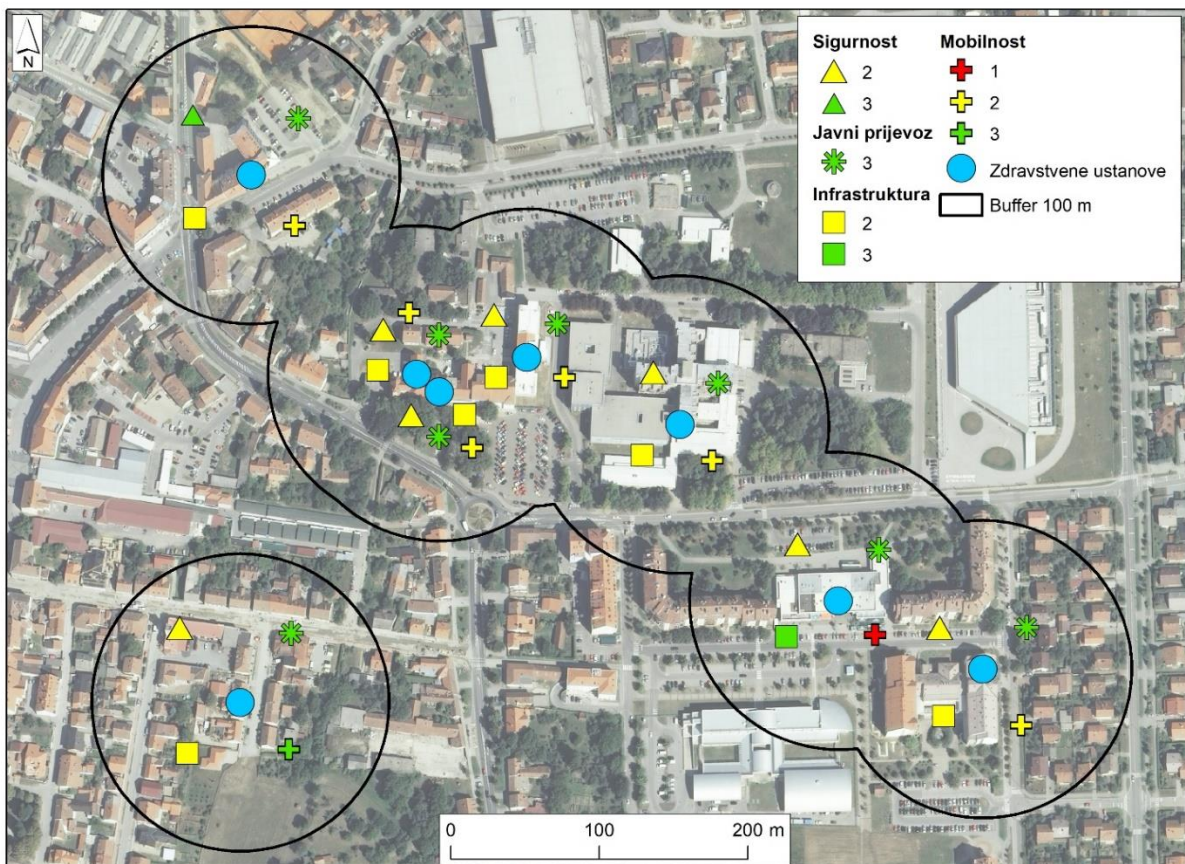 N
Sigurnost
2
3
Javni prijevoz
3
Infrastruktura
2
3
Mobilnost
1
2
3
Zdravstvene ustanove
Buffer 100 m
0 100 200 m